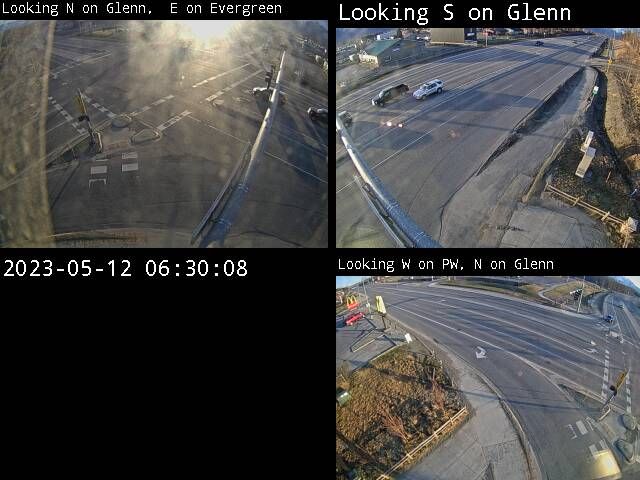 Looking N on Glenn,  E on Evergreen
Looking S on Glenn
2023-05-12 06:30:08
Looking W on PW, N on Glenn